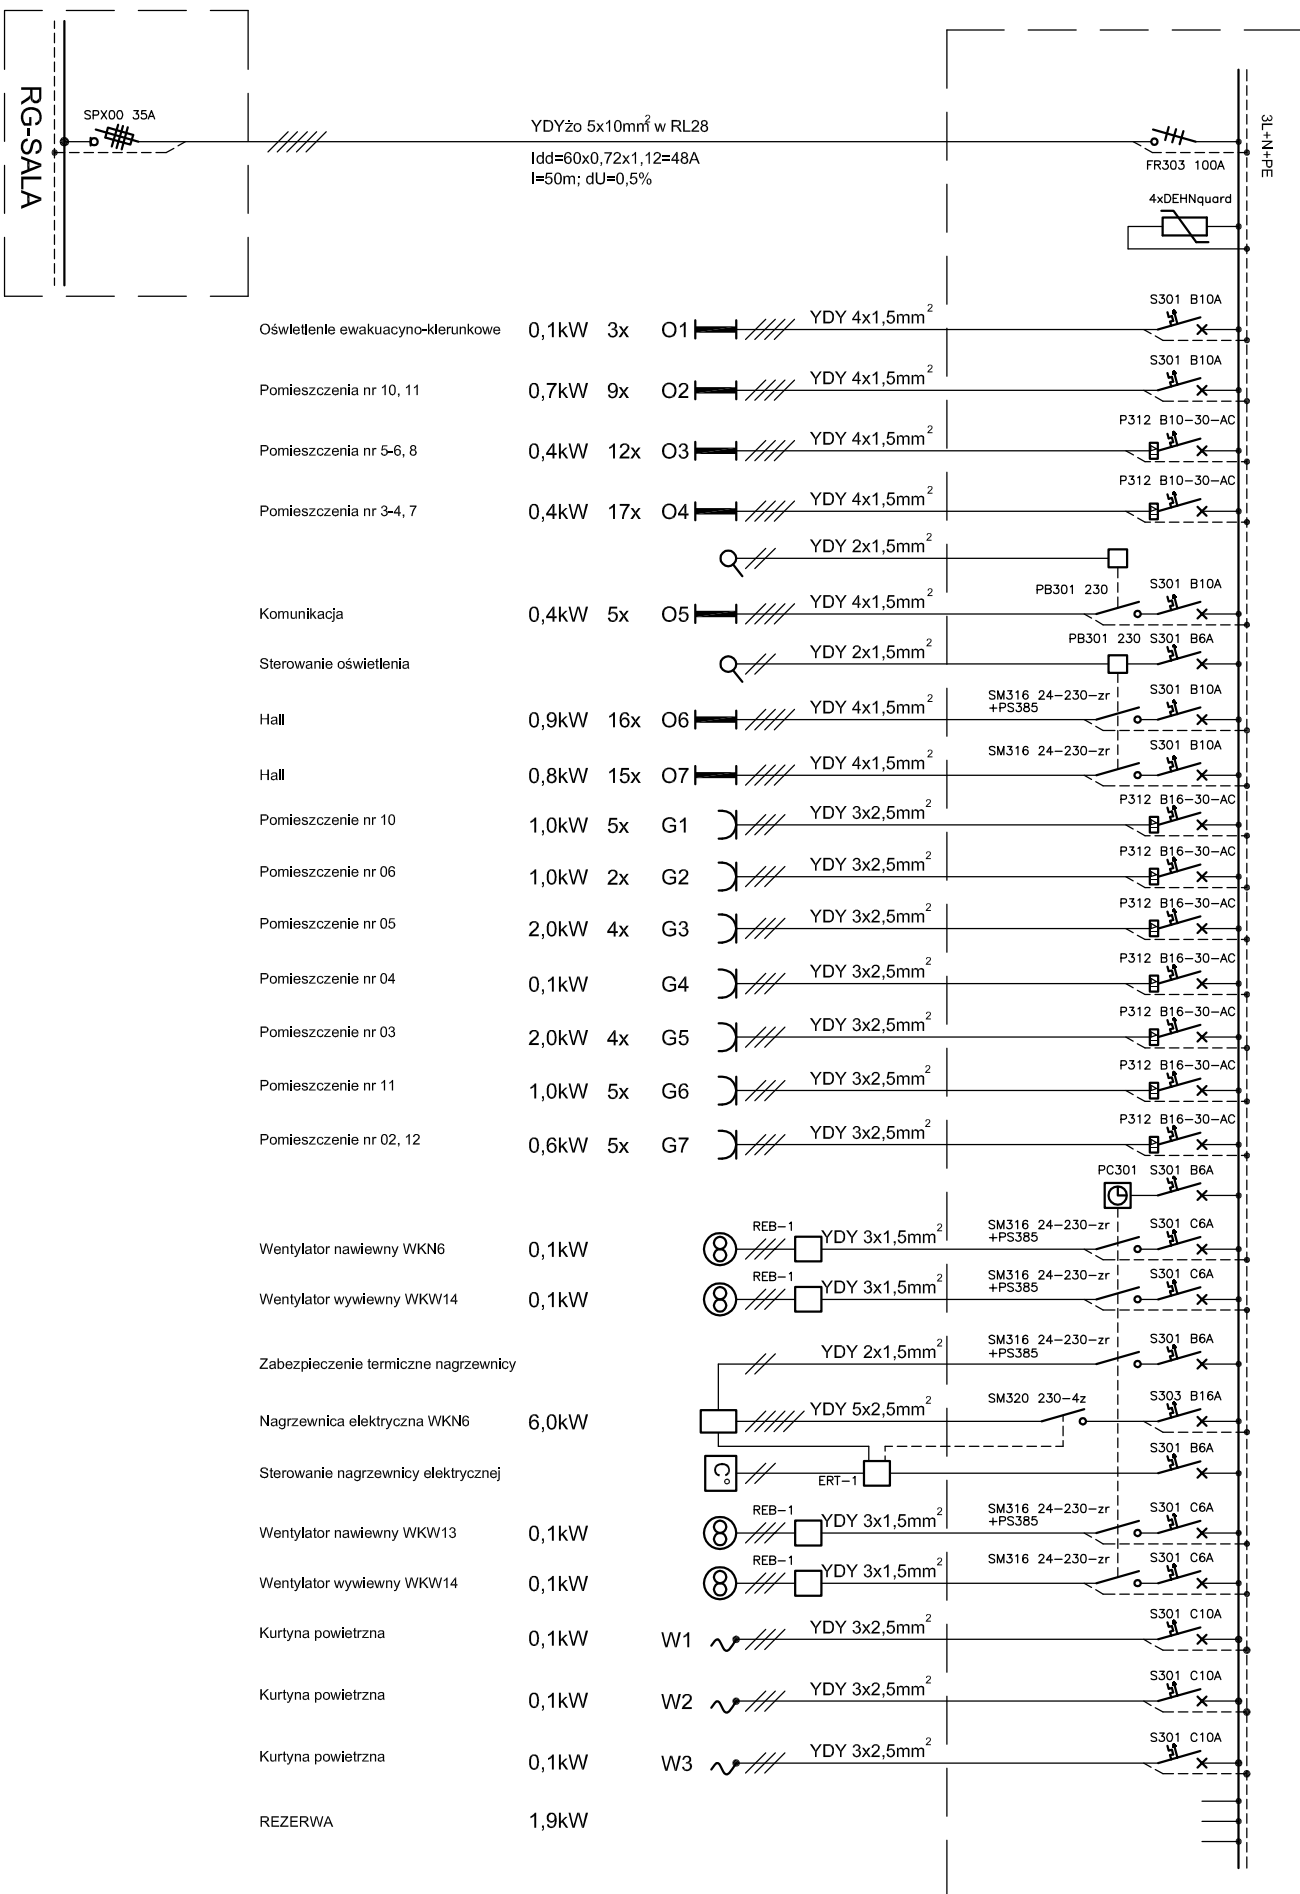 RG-SALA
SPX00 35A
YDYżo 5x10mm² w RL28
Idd=60x0,72x1,12=48A
l=50m; dU=0,5%
FR303 100A
3L+N+PE
4xDEHNquard
Oświetlenie ewakuacyno-kierunkowe 0,1kW 3x O1 YDY 4x1,5mm² S301 B10A
Pomieszczenia nr 10, 11 0,7kW 9x O2 YDY 4x1,5mm² S301 B10A
Pomieszczenia nr 5-6, 8 0,4kW 12x O3 YDY 4x1,5mm² P312 B10-30-AC
Pomieszczenia nr 3-4, 7 0,4kW 17x O4 YDY 4x1,5mm² P312 B10-30-AC
YDY 2x1,5mm²
Komunikacja 0,4kW 5x O5 YDY 4x1,5mm² PB301 230 S301 B10A
Sterowanie oświetlenia YDY 2x1,5mm² PB301 230 S301 B6A
Hall 0,9kW 16x O6 YDY 4x1,5mm² SM316 24-230-zr S301 B10A
+PS385
Hall 0,8kW 15x O7 YDY 4x1,5mm² SM316 24-230-zr S301 B10A
Pomieszczenie nr 10 1,0kW 5x G1 YDY 3x2,5mm² P312 B16-30-AC
Pomieszczenie nr 06 1,0kW 2x G2 YDY 3x2,5mm² P312 B16-30-AC
Pomieszczenie nr 05 2,0kW 4x G3 YDY 3x2,5mm² P312 B16-30-AC
Pomieszczenie nr 04 0,1kW G4 YDY 3x2,5mm² P312 B16-30-AC
Pomieszczenie nr 03 2,0kW 4x G5 YDY 3x2,5mm² P312 B16-30-AC
Pomieszczenie nr 11 1,0kW 5x G6 YDY 3x2,5mm² P312 B16-30-AC
Pomieszczenie nr 02, 12 0,6kW 5x G7 YDY 3x2,5mm² P312 B16-30-AC
PC301 S301 B6A
Wentylator nawiewny WKN6 0,1kW REB-1 YDY 3x1,5mm² SM316 24-230-zr S301 C6A
+PS385
Wentylator wywiewny WKW14 0,1kW REB-1 YDY 3x1,5mm² SM316 24-230-zr S301 C6A
+PS385
Zabezpieczenie termiczne nagrzewnicy YDY 2x1,5mm² SM316 24-230-zr S301 B6A
+PS385
Nagrzewnica elektryczna WKN6 6,0kW YDY 5x2,5mm² SM320 230-4z S303 B16A
Sterowanie nagrzewnicy elektrycznej C° ERT-1 S301 B6A
Wentylator nawiewny WKW13 0,1kW REB-1 YDY 3x1,5mm² SM316 24-230-zr S301 C6A
+PS385
Wentylator wywiewny WKW14 0,1kW REB-1 YDY 3x1,5mm² SM316 24-230-zr S301 C6A
Kurtyna powietrzna 0,1kW W1 YDY 3x2,5mm² S301 C10A
Kurtyna powietrzna 0,1kW W2 YDY 3x2,5mm² S301 C10A
Kurtyna powietrzna 0,1kW W3 YDY 3x2,5mm² S301 C10A
REZERWA 1,9kW